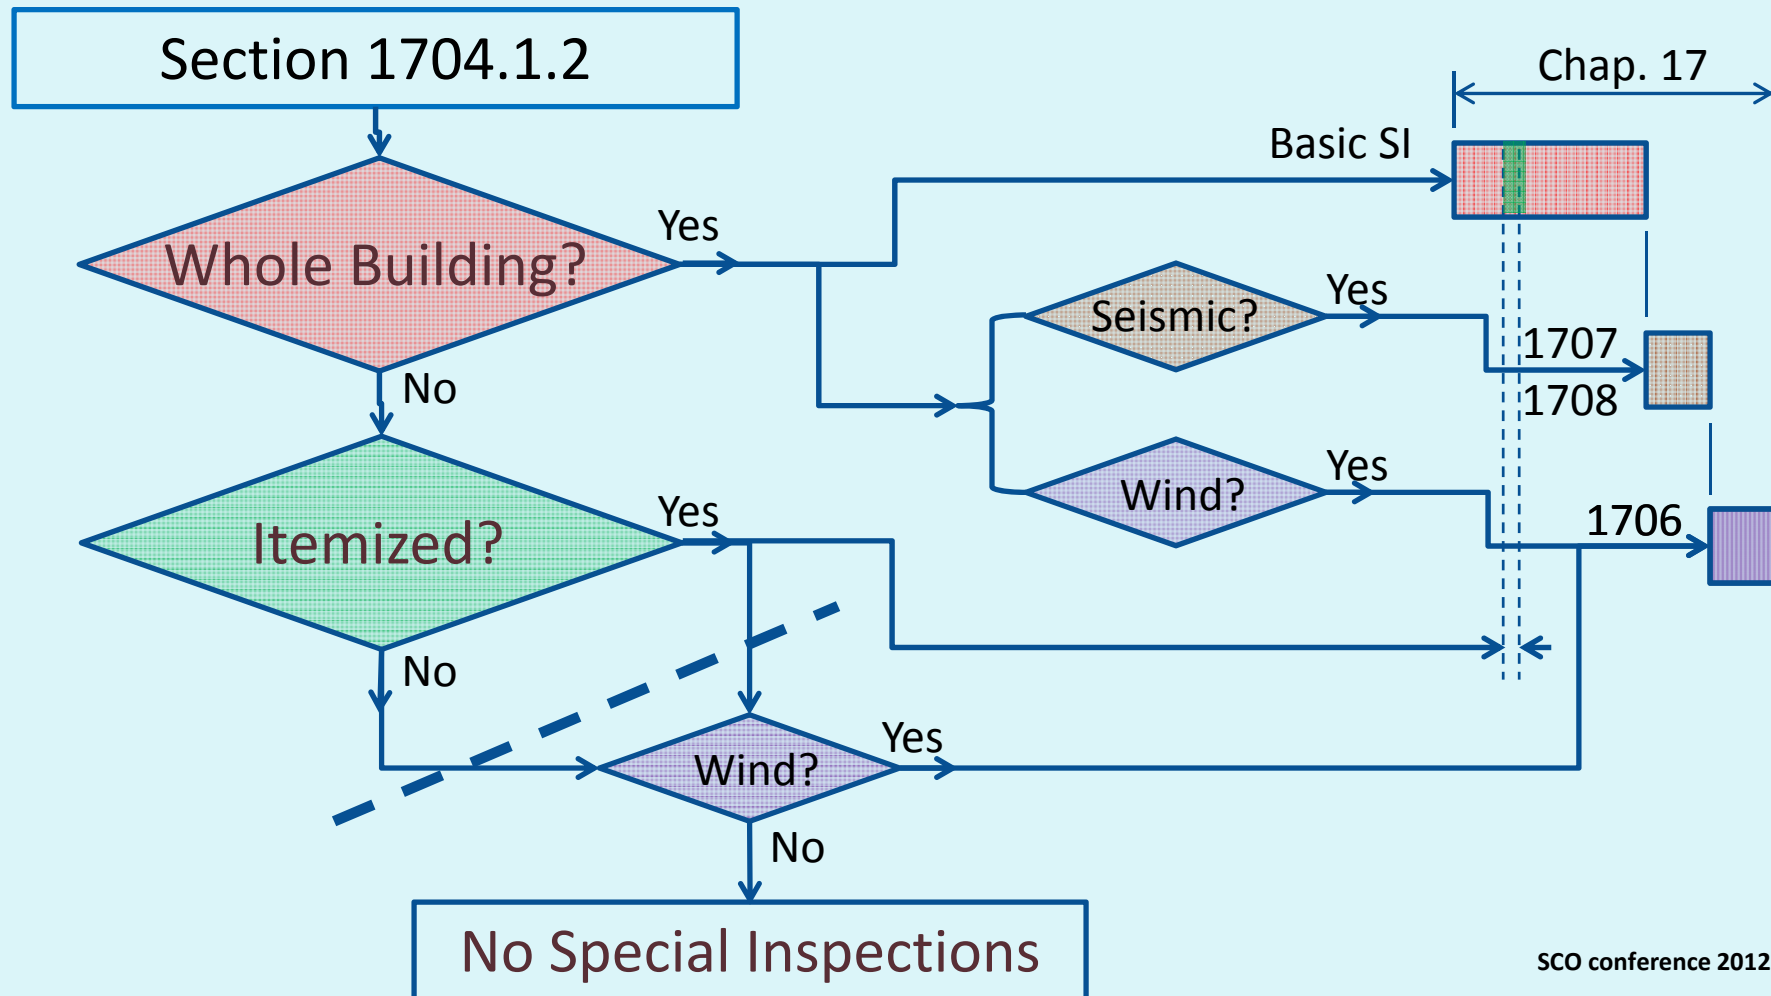 Section 1704.1.2
Chap. 17
Basic SI
Yes
Whole Building?
Seismic?
Yes
1707
1708
No
Wind?
Yes
1706
Itemized?
Yes
No
Wind?
Yes
No
No Special Inspections
SCO conference 2012